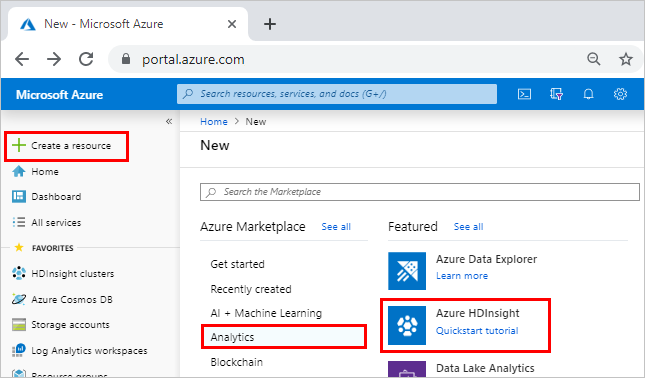 New - Microsoft Azure
portal.azure.com
Microsoft Azure
Search resources, services, and docs (G+/)
«
Create a resource
Home
Dashboard
All services
FAVORITES
HDInsight clusters
Azure Cosmos DB
Storage accounts
Log Analytics workspaces
Resource groups
Home > New
New
Search the Marketplace
Azure Marketplace See all
Get started
Recently created
AI + Machine Learning
Analytics
Blockchain
Featured See all
Azure Data Explorer
Learn more
Azure HDInsight
Quickstart tutorial
Data Lake Analytics